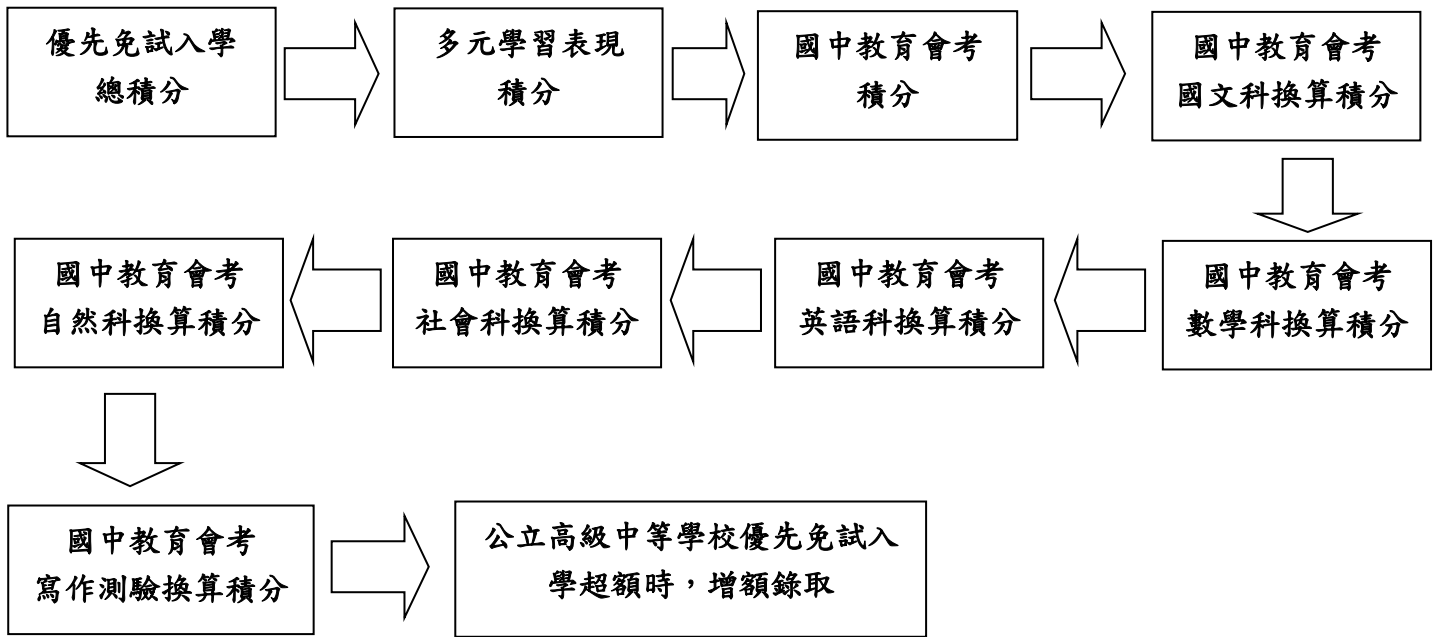 優先免試入學
總積分
多元學習表現
積分
國中教育會考
積分
國中教育會考
國文科換算積分
國中教育會考
數學科換算積分
國中教育會考
英語科換算積分
國中教育會考
社會科換算積分
國中教育會考
自然科換算積分
國中教育會考
寫作測驗換算積分
公立高級中等學校優先免試入
學超額時，增額錄取